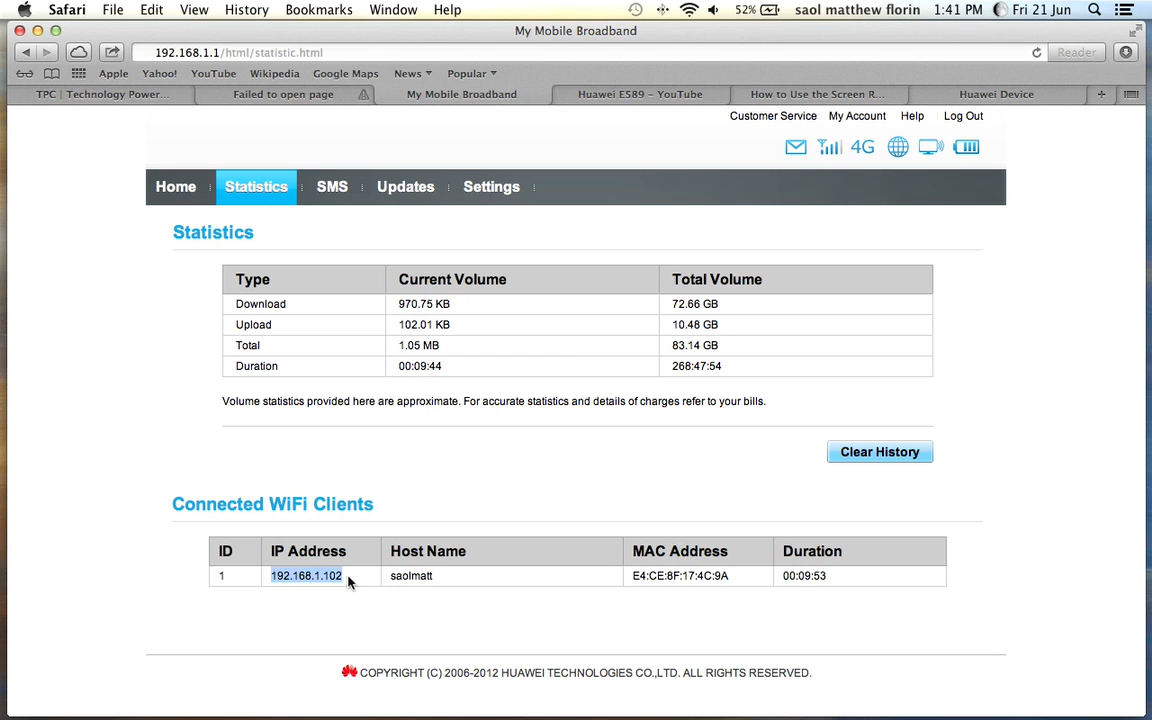 Safari File Edit View History Bookmarks Window Help 52% saol matthew florin 1:41 PM Fri 21 Jun
My Mobile Broadband
192.168.1.1/html/statistic.html Reader
Apple Yahoo! YouTube Wikipedia Google Maps News Popular
TPC | Technology Power... Failed to open page My Mobile Broadband Huawei E589 – YouTube How to Use the Screen R... Huawei Device
Customer Service My Account Help Log Out
4G
Home Statistics SMS Updates Settings
Statistics
Type Current Volume Total Volume
Download 970.75 KB 72.66 GB
Upload 102.01 KB 10.48 GB
Total 1.05 MB 83.14 GB
Duration 00:09:44 268:47:54
Volume statistics provided here are approximate. For accurate statistics and details of charges refer to your bills.
Clear History
Connected WiFi Clients
ID IP Address Host Name MAC Address Duration
1 192.168.1.102 saolmatt E4:CE:8F:17:4C:9A 00:09:53
COPYRIGHT (C) 2006-2012 HUAWEI TECHNOLOGIES CO.,LTD. ALL RIGHTS RESERVED.